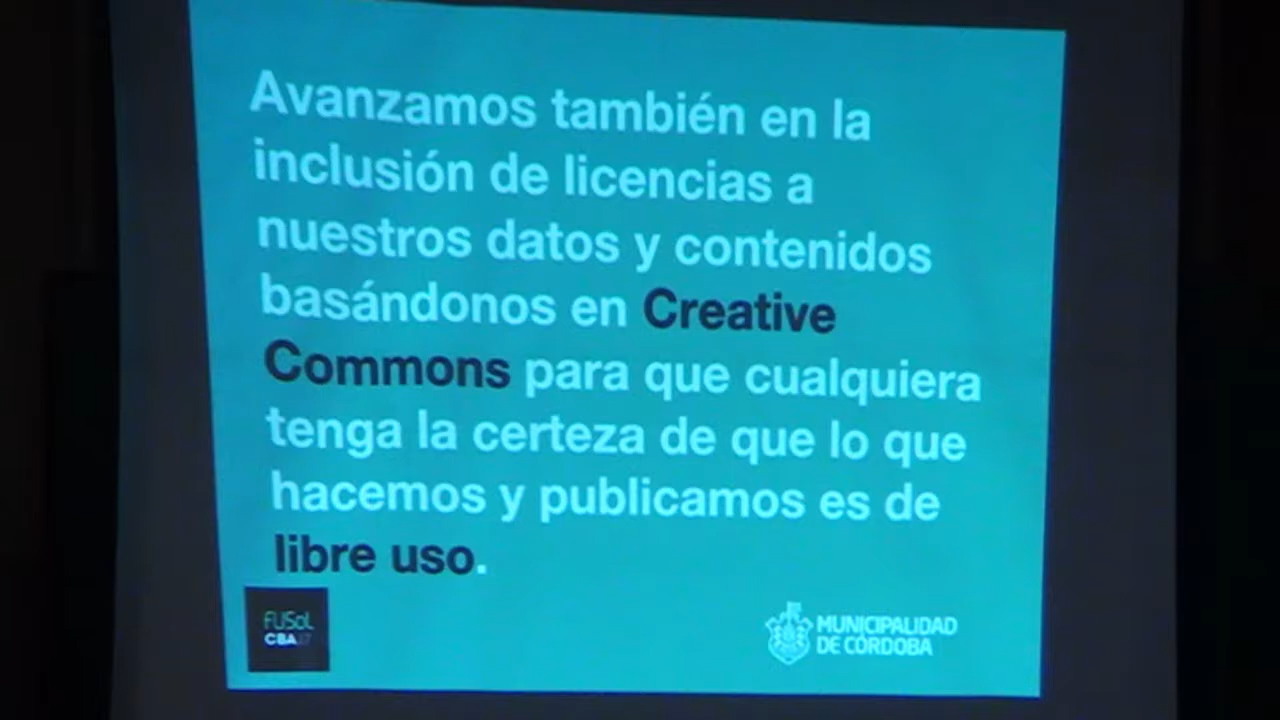 Avanzamos también en la
inclusión de licencias a
nuestros datos y contenidos
basándonos en Creative
Commons para que cualquiera
tenga la certeza de que lo que
hacemos y publicamos es de
libre uso.
FUSoL
CBA17
MUNICIPALIDAD
DE CÓRDOBA